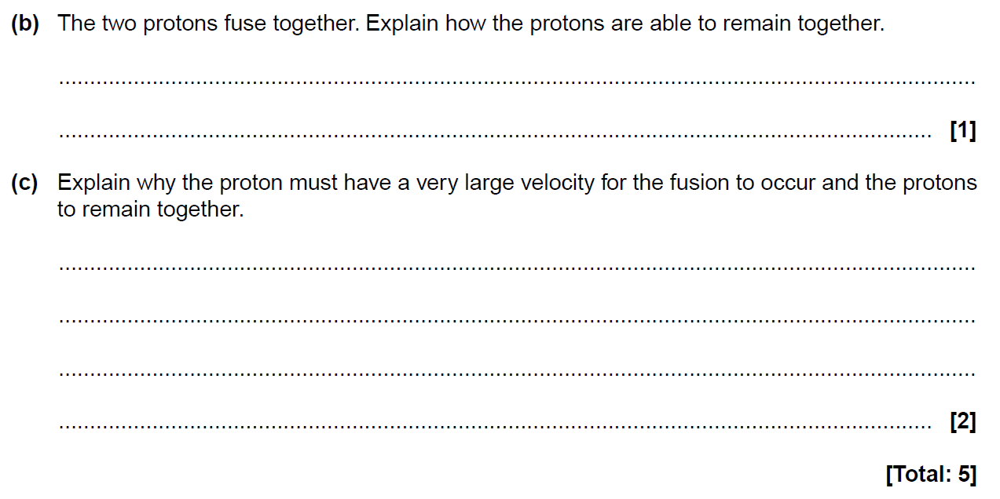 (b) The two protons fuse together. Explain how the protons are able to remain together.
....................................................................................................................................................
............................................................................................................................................. [1]
(c) Explain why the proton must have a very large velocity for the fusion to occur and the protons
to remain together.
....................................................................................................................................................
....................................................................................................................................................
....................................................................................................................................................
............................................................................................................................................. [2]
[Total: 5]